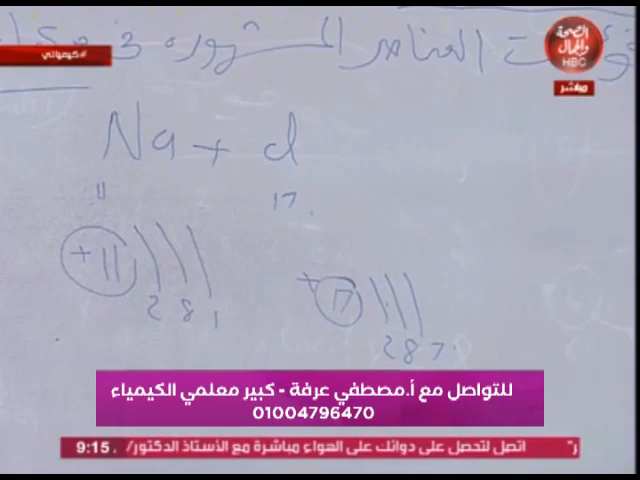 العناصر المشهوره في
الصحة
والجمال
HBC
مباشر
#كيميائي
Na + Cl
11 17
+11 2 8 1
+17 2 8 7
للتواصل مع أ.مصطفي عرفة - كبير معلمي الكيمياء
01004796470
اتصل لتحصل على دوائك على الهواء مباشرة مع الأستاذ الدكتور/
9:15